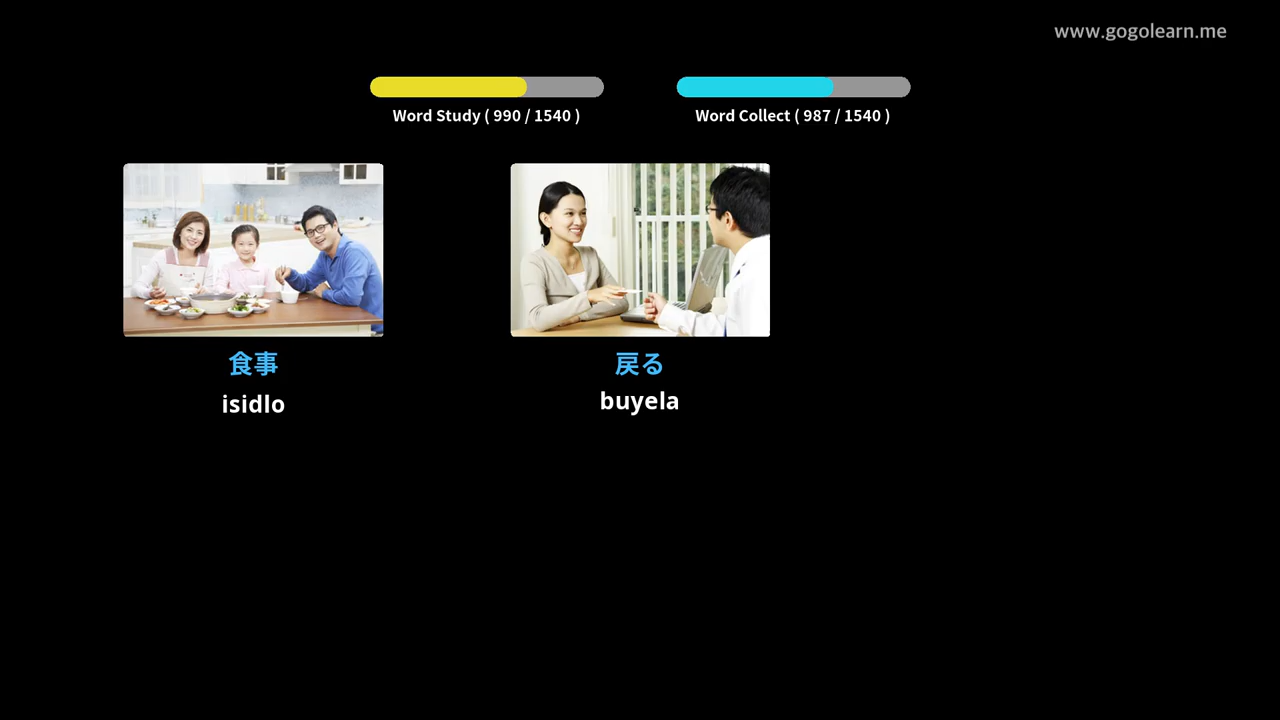 www.gogolearn.me
Word Study ( 990 / 1540 )
Word Collect ( 987 / 1540 )
食事
isidlo
戻る
buyela